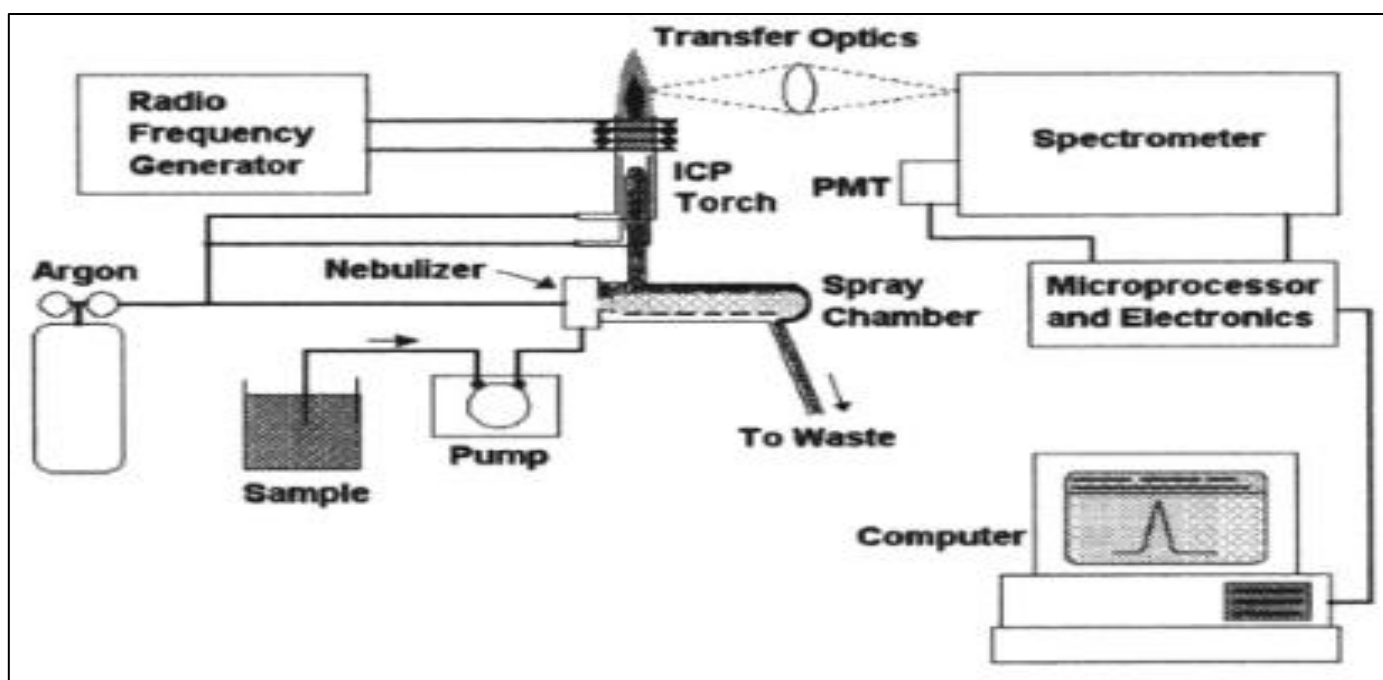 Transfer Optics
Radio
Frequency
Generator
Spectrometer
ICP
Torch
PMT
Argon
Nebulizer
Spray
Chamber
Microprocessor
and Electronics
To Waste
Pump
Sample
Computer